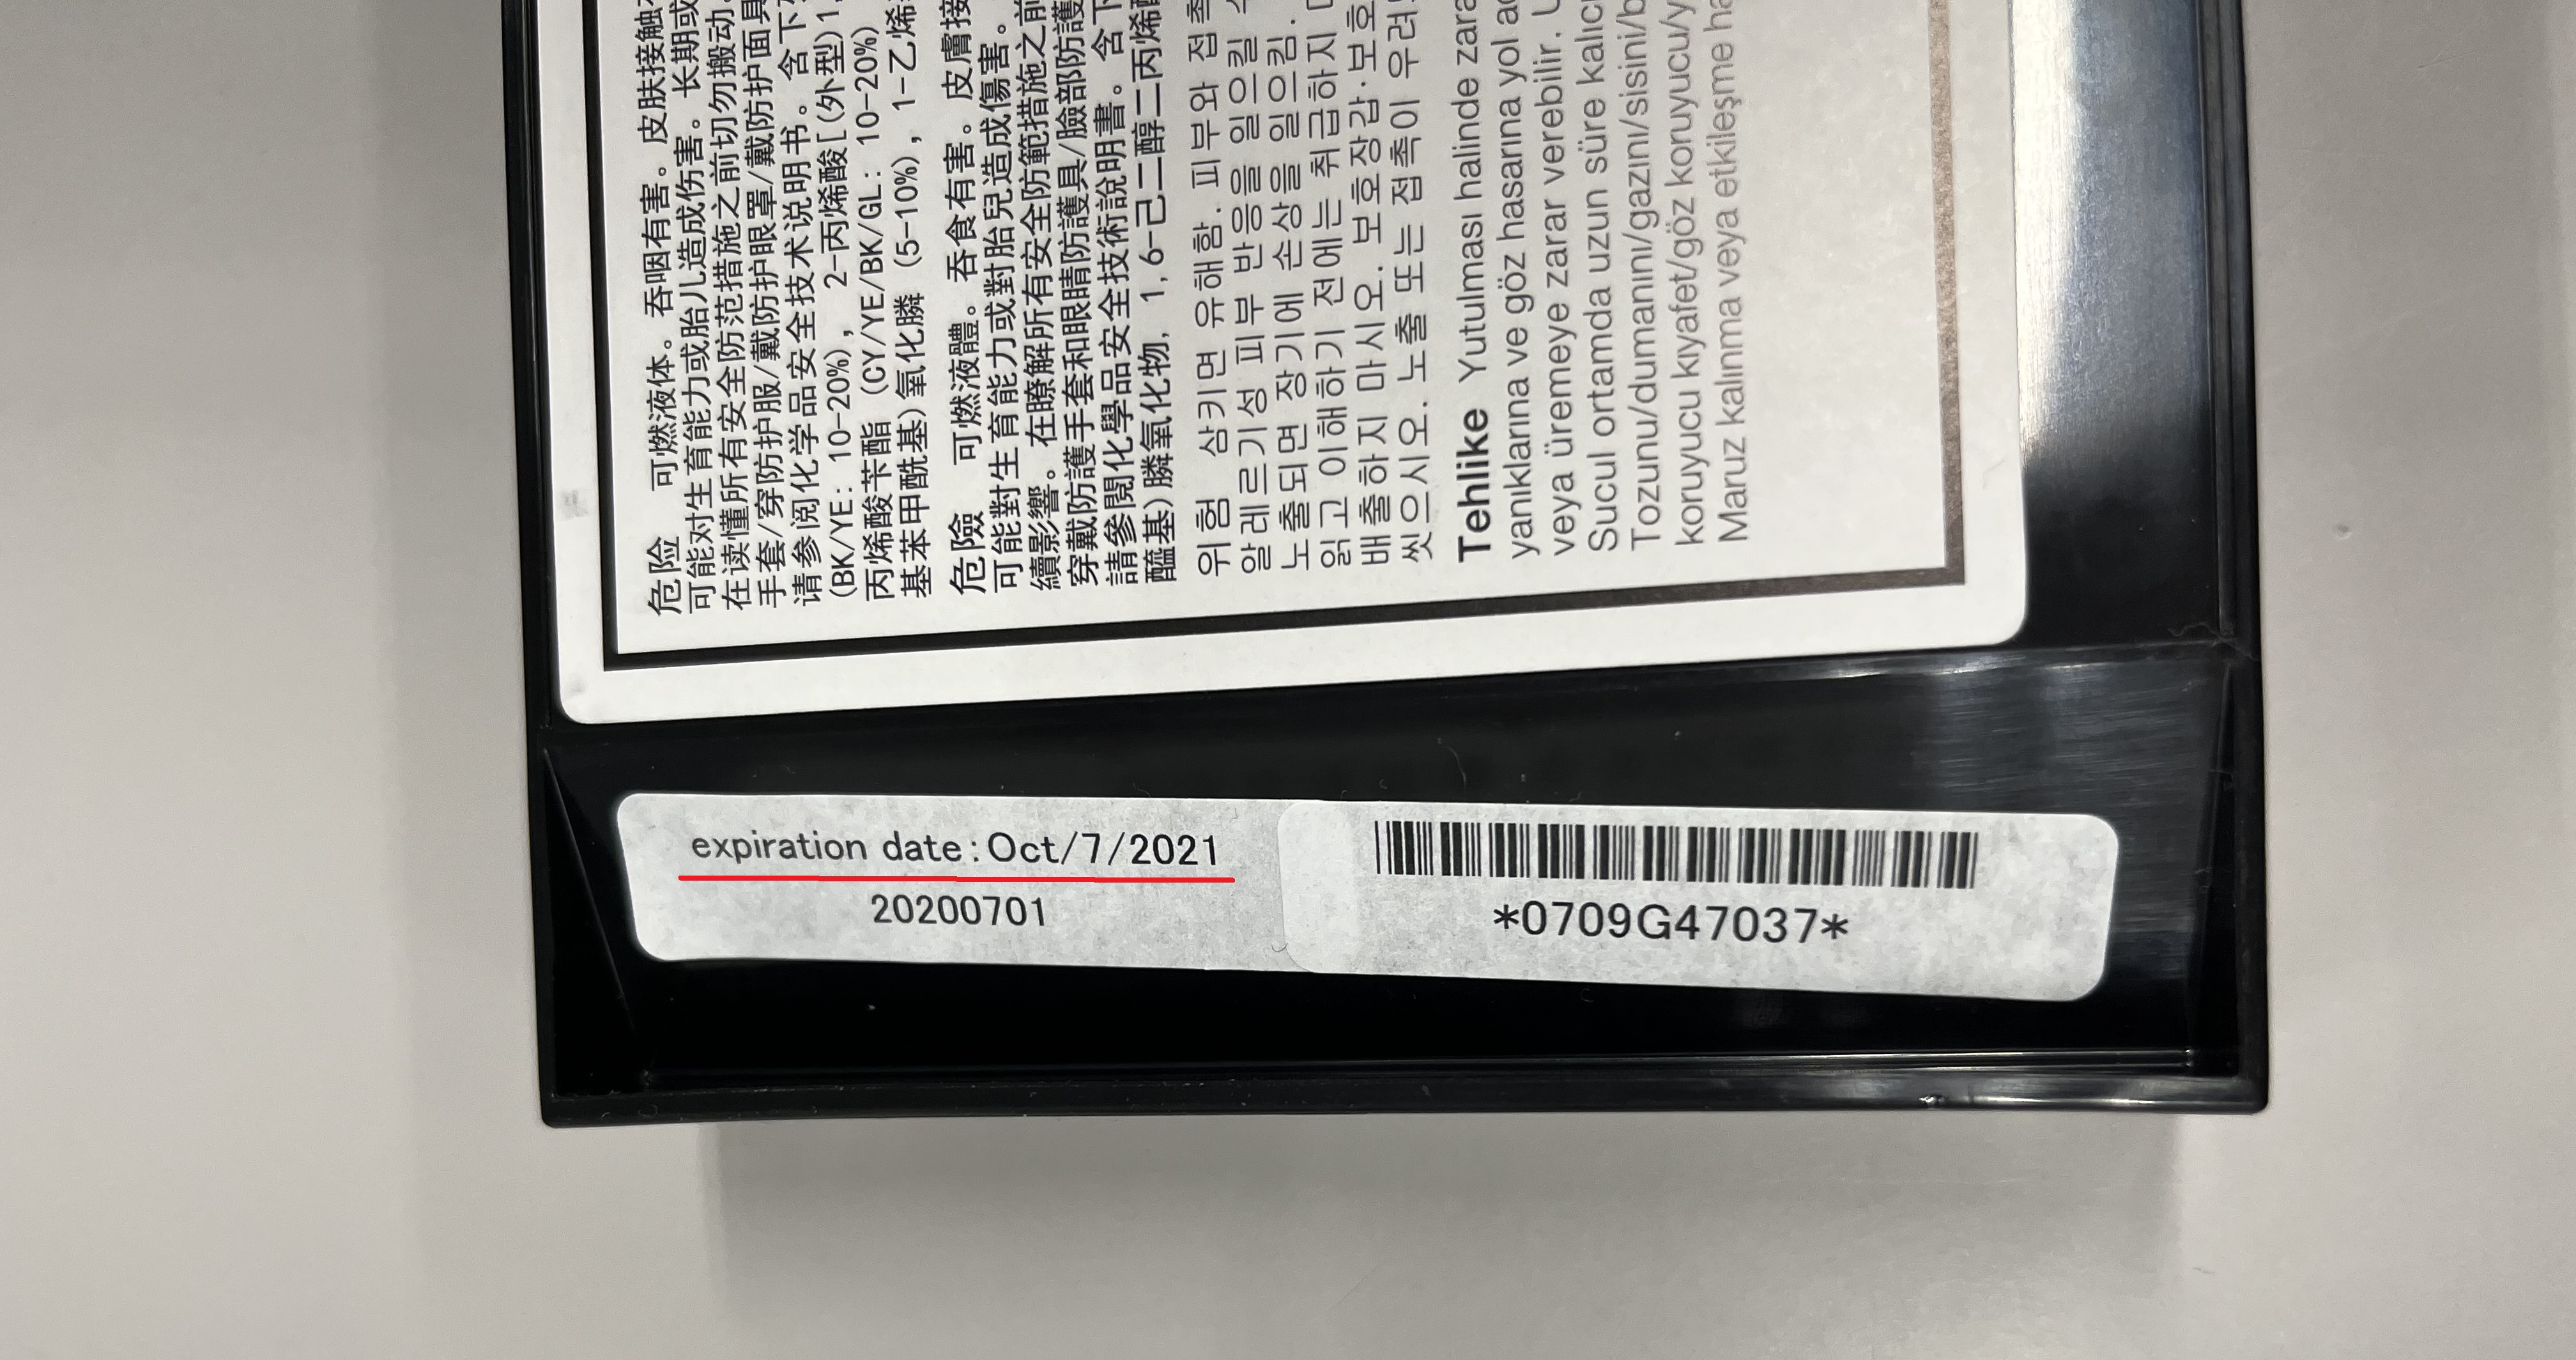 危险 可燃液体。吞咽有害。皮肤接触
可能对生育能力或胎儿造成伤害。长期或
在读懂所有安全防范措施之前切勿搬动。
手套/穿防护服/戴防护眼罩/戴防护面具
请参阅化学品安全技术说明书。含下
(BK/YE: 10-20%), 2-丙烯酸[(外型)1,
丙烯酸苄酯 (CY/YE/BK/GL: 10-20%)
基苯甲酰基)氧化膦 (5-10%), 1-乙烯
危險 可燃液體。吞食有害。皮膚接
可能對生育能力或對胎兒造成傷害。
續影響。在瞭解所有安全防範措施之前
穿戴防護手套和眼睛防護具/臉部防護
請參閱化學品安全技術說明書。含下
醯基)膦氧化物, 1,6-己二醇二丙烯
위험 삼키면 유해함. 피부와 접촉
알레르기성 피부 반응을 일으킬
노출되면 장기에 손상을 일으킴.
읽고 이해하기 전에는 취급하지
배출하지 마시오. 보호장갑·보호
씻으시오. 노출 또는 접촉이 우려
Tehlike Yutulması halinde zara
yanıklarına ve göz hasarına yol a
veya üremeye zarar verebilir.
Sucul ortamda uzun süre kalıc
Tozunu/dumanını/gazını/sisini/b
koruyucu kıyafet/göz koruyucu/y
Maruz kalınma veya etkileşme ha
expiration date:Oct/7/2021
20200701
*0709G47037*